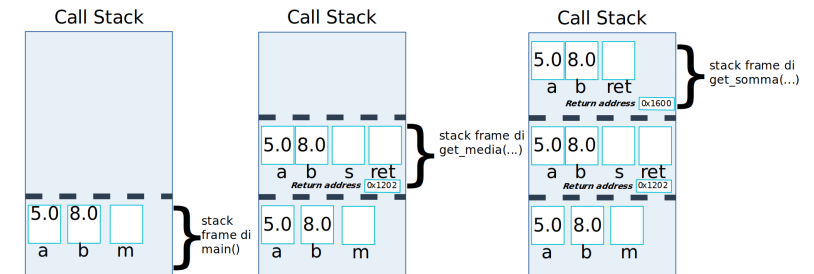 Call Stack
5.0 8.0
a b m
stack
frame di
main()
Call Stack
5.0 8.0
a b s ret
Return address 0x1202
stack frame di
get_media(...)
5.0 8.0
a b m
Call Stack
5.0 8.0
a b ret
Return address 0x1600
stack frame di
get_somma(...)
5.0 8.0
a b s ret
Return address 0x1202
5.0 8.0
a b m